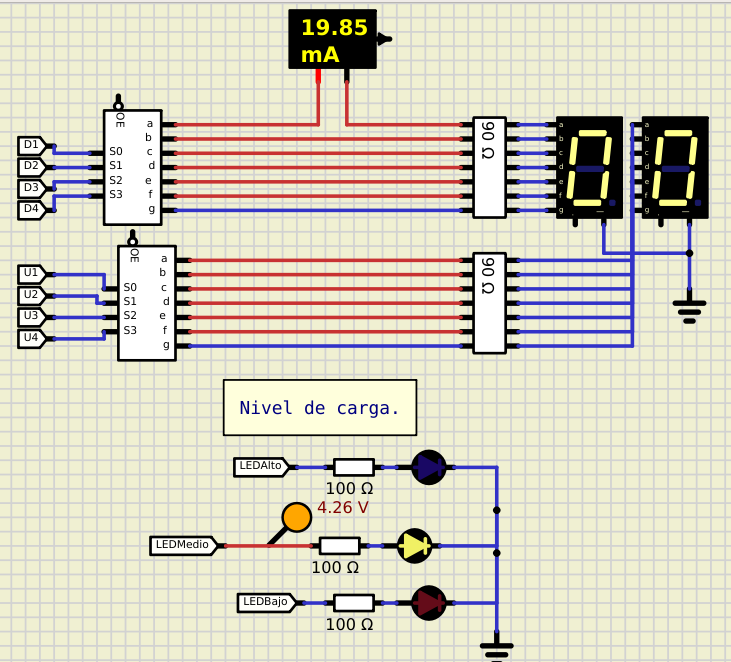 19.85
mA
OE
a
b
c
d
e
f
g
D1
D2
D3
D4
S0
S1
S2
S3
90 Ω
a
b
c
d
e
f
g
a
b
c
d
e
f
g
OE
a
b
c
d
e
f
g
U1
U2
U3
U4
S0
S1
S2
S3
90 Ω
Nivel de carga.
LEDAlto
100 Ω
4.26 V
LEDMedio
100 Ω
LEDBajo
100 Ω